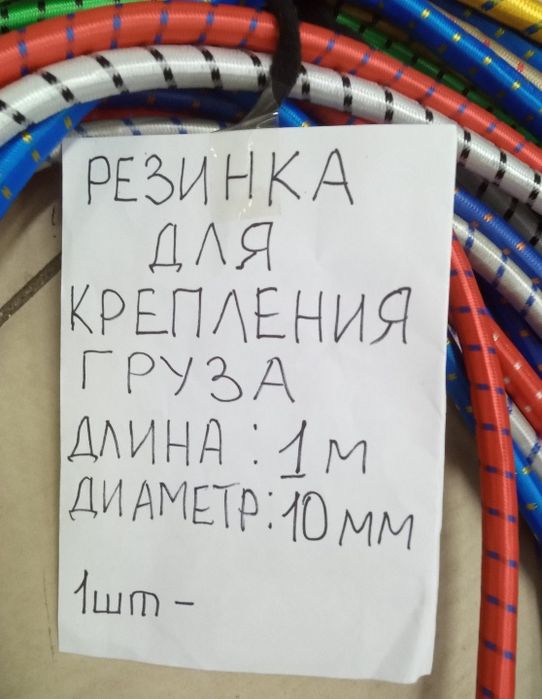 РЕЗИНКА
ДЛЯ
КРЕПЛЕНИЯ
ГРУЗА
ДЛИНА: 1 М
ДИАМЕТР: 10 ММ
1шт -